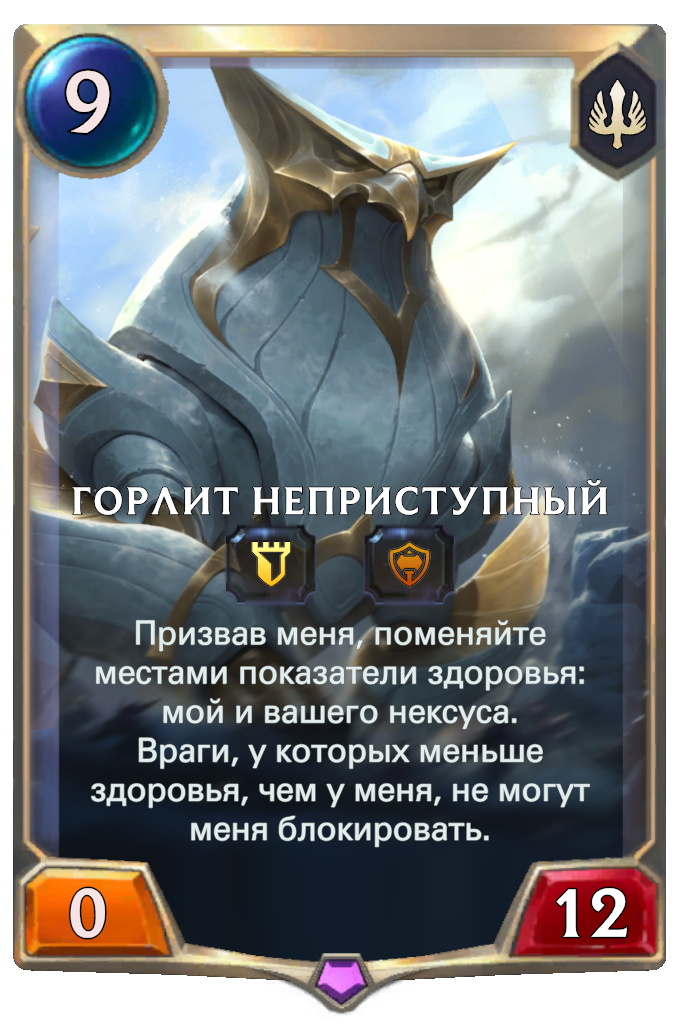 9
ГОРЛИТ НЕПРИСТУПНЫЙ
Призвав меня, поменяйте
местами показатели здоровья:
мой и вашего нексуса.
Враги, у которых меньше
здоровья, чем у меня, не могут
меня блокировать.
0
12